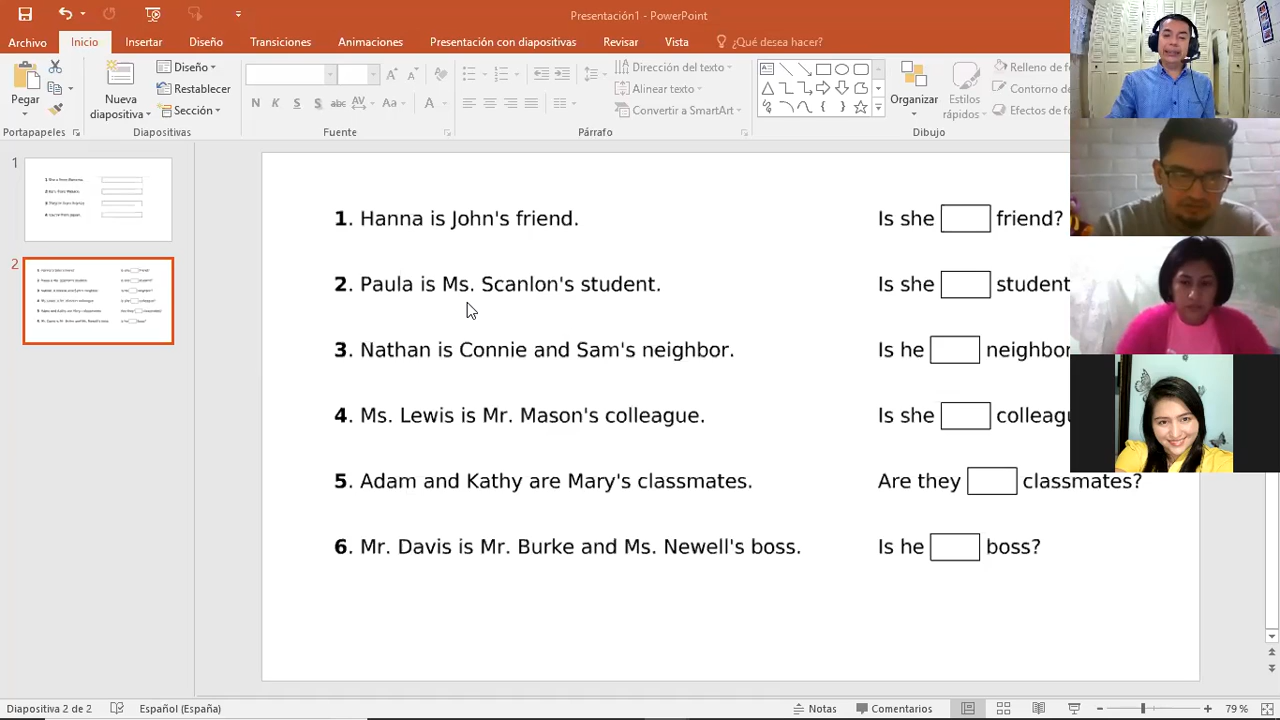 Presentación1 - PowerPoint
Archivo Inicio Insertar Diseño Transiciones Animaciones Presentación con diapositivas Revisar Vista ¿Qué desea hacer?
Pegar
Nueva diapositiva
Diseño
Restablecer
Sección
N K S S abc AV Aa A
Dirección del texto
Alinear texto
Convertir a SmartArt
Organizar
Estilos rápidos
Relleno de
Contorno
Efectos de
Portapapeles Diapositivas Fuente Párrafo Dibujo
1
2
1. Hanna is John's friend. Is she friend?
2. Paula is Ms. Scanlon's student. Is she student
3. Nathan is Connie and Sam's neighbor. Is he neighbor
4. Ms. Lewis is Mr. Mason's colleague. Is she
5. Adam and Kathy are Mary's classmates. Are they classmates?
6. Mr. Davis is Mr. Burke and Ms. Newell's boss. Is he boss?
Diapositiva 2 de 2 Español (España) Notas Comentarios 79 %